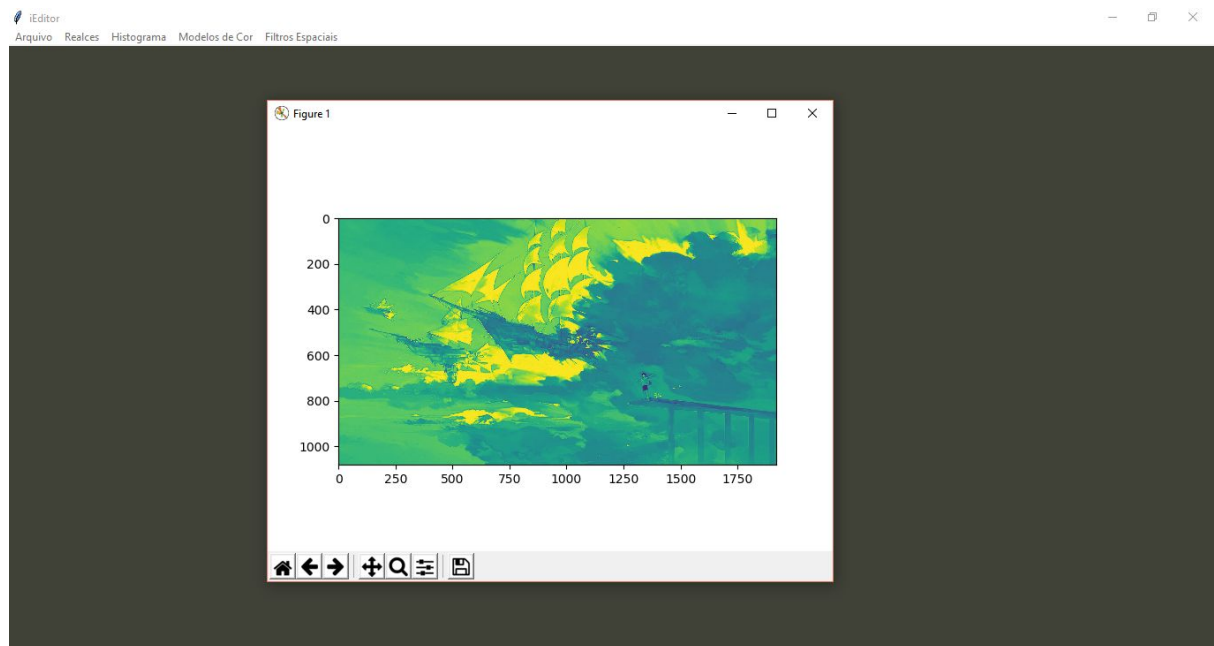 iEditor
Arquivo Realces Histograma Modelos de Cor Filtros Espaciais
Figure 1
0
200
400
600
800
1000
0 250 500 750 1000 1250 1500 1750